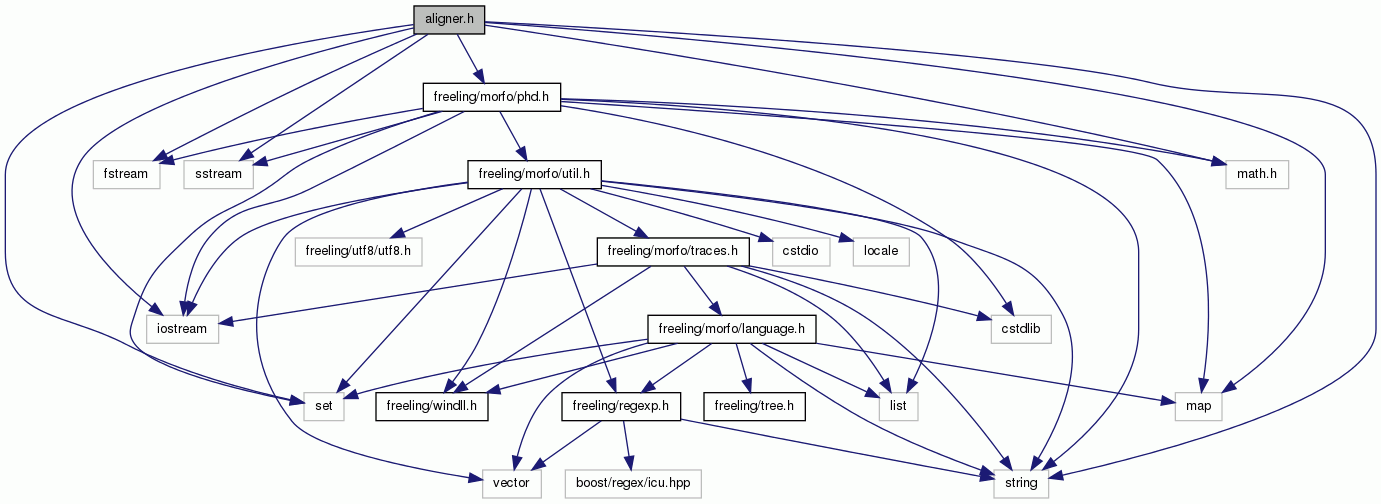 aligner.h
freeling/morfo/phd.h
fstream
sstream
freeling/morfo/util.h
math.h
freeling/utf8/utf8.h
freeling/morfo/traces.h
cstdio
locale
iostream
freeling/morfo/language.h
cstdlib
set
freeling/windll.h
freeling/regexp.h
freeling/tree.h
list
map
vector
boost/regex/icu.hpp
string